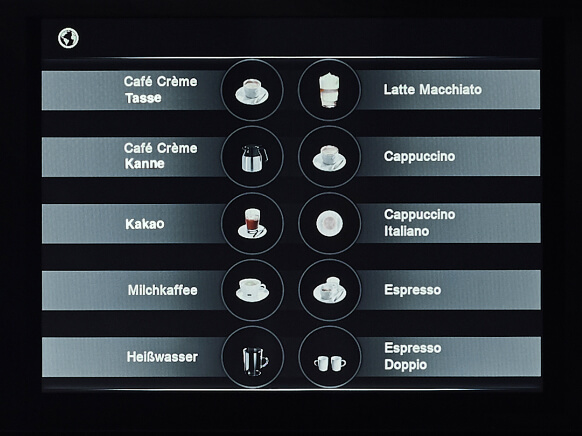 Café Crème
Tasse
Café Crème
Kanne
Kakao
Milchkaffee
Heißwasser
Latte Macchiato
Cappuccino
Cappuccino
Italiano
Espresso
Espresso
Doppio